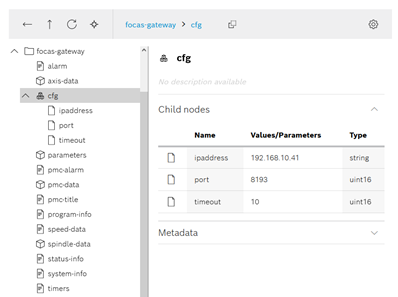 focas-gateway > cfg
focas-gateway
alarm
axis-data
cfg
ipaddress
port
timeout
parameters
pmc-alarm
pmc-data
pmc-title
program-info
speed-data
spindle-data
status-info
system-info
timers
cfg
No description available
Child nodes
Name Values/Parameters Type
ipaddress 192.168.10.41 string
port 8193 uint16
timeout 10 uint16
Metadata